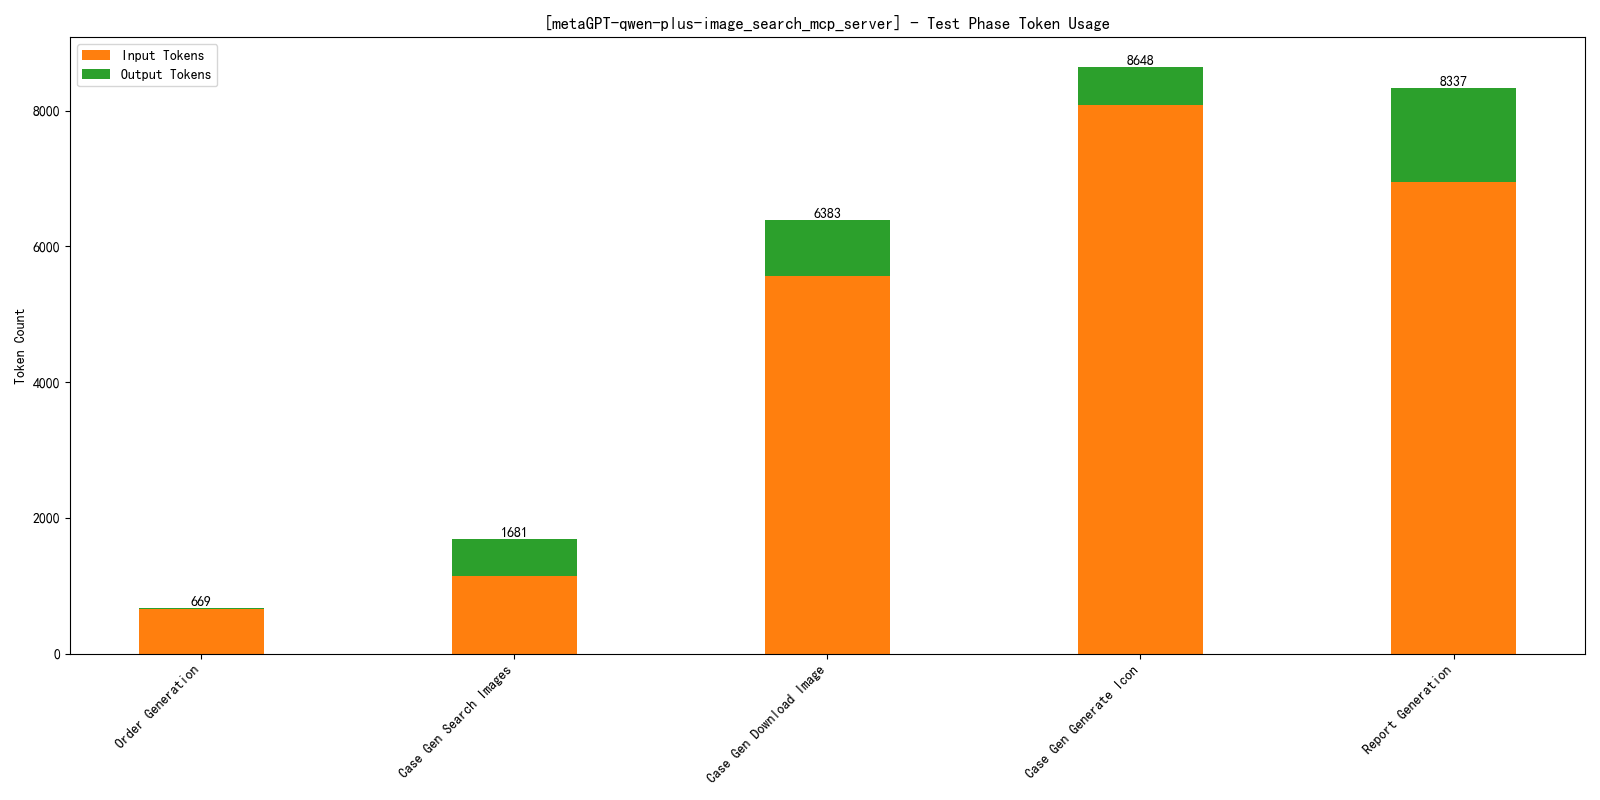 [metaGPT-qwen-plus-image_search_mcp_server] - Test Phase Token Usage
Input Tokens
Output Tokens
Token Count
8000
6000
4000
2000
0
669
1681
6383
8648
8337
Order Generation
Case Gen Search Images
Case Gen Download Image
Case Gen Generate Icon
Report Generation